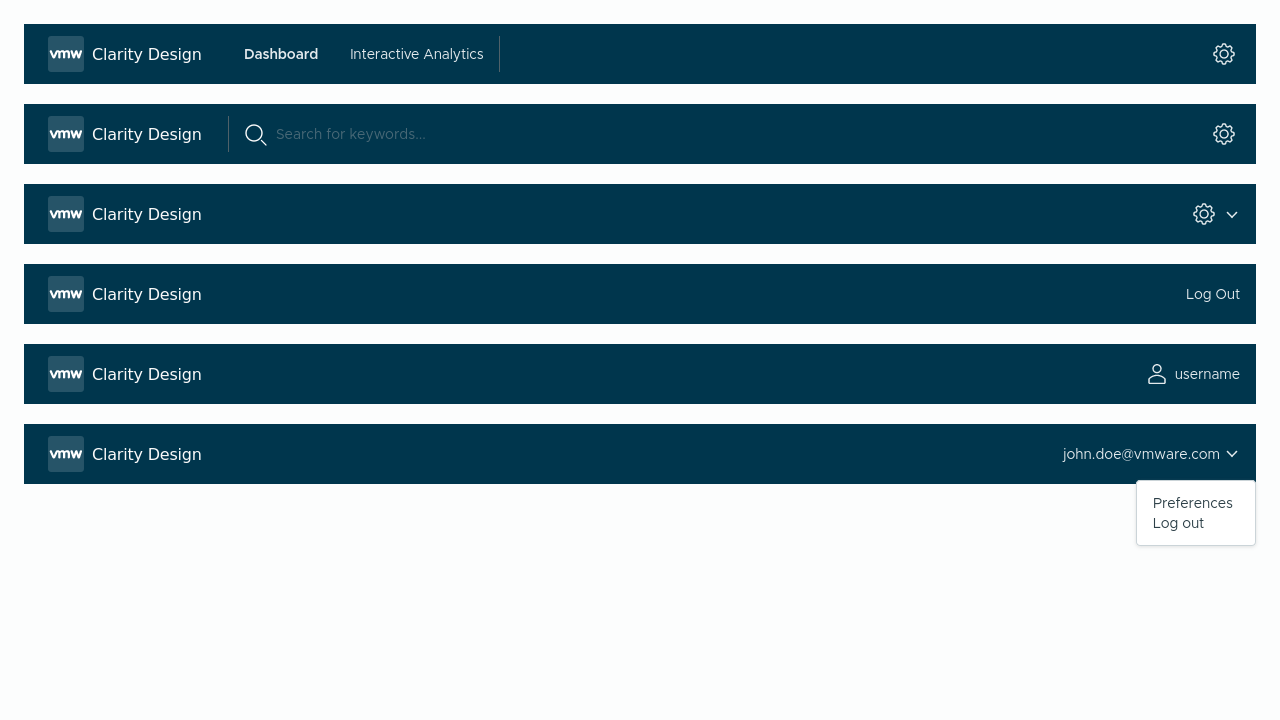 vmw Clarity Design Dashboard Interactive Analytics
vmw Clarity Design Search for keywords...
vmw Clarity Design
vmw Clarity Design Log Out
vmw Clarity Design username
vmw Clarity Design john.doe@vmware.com
Preferences
Log out